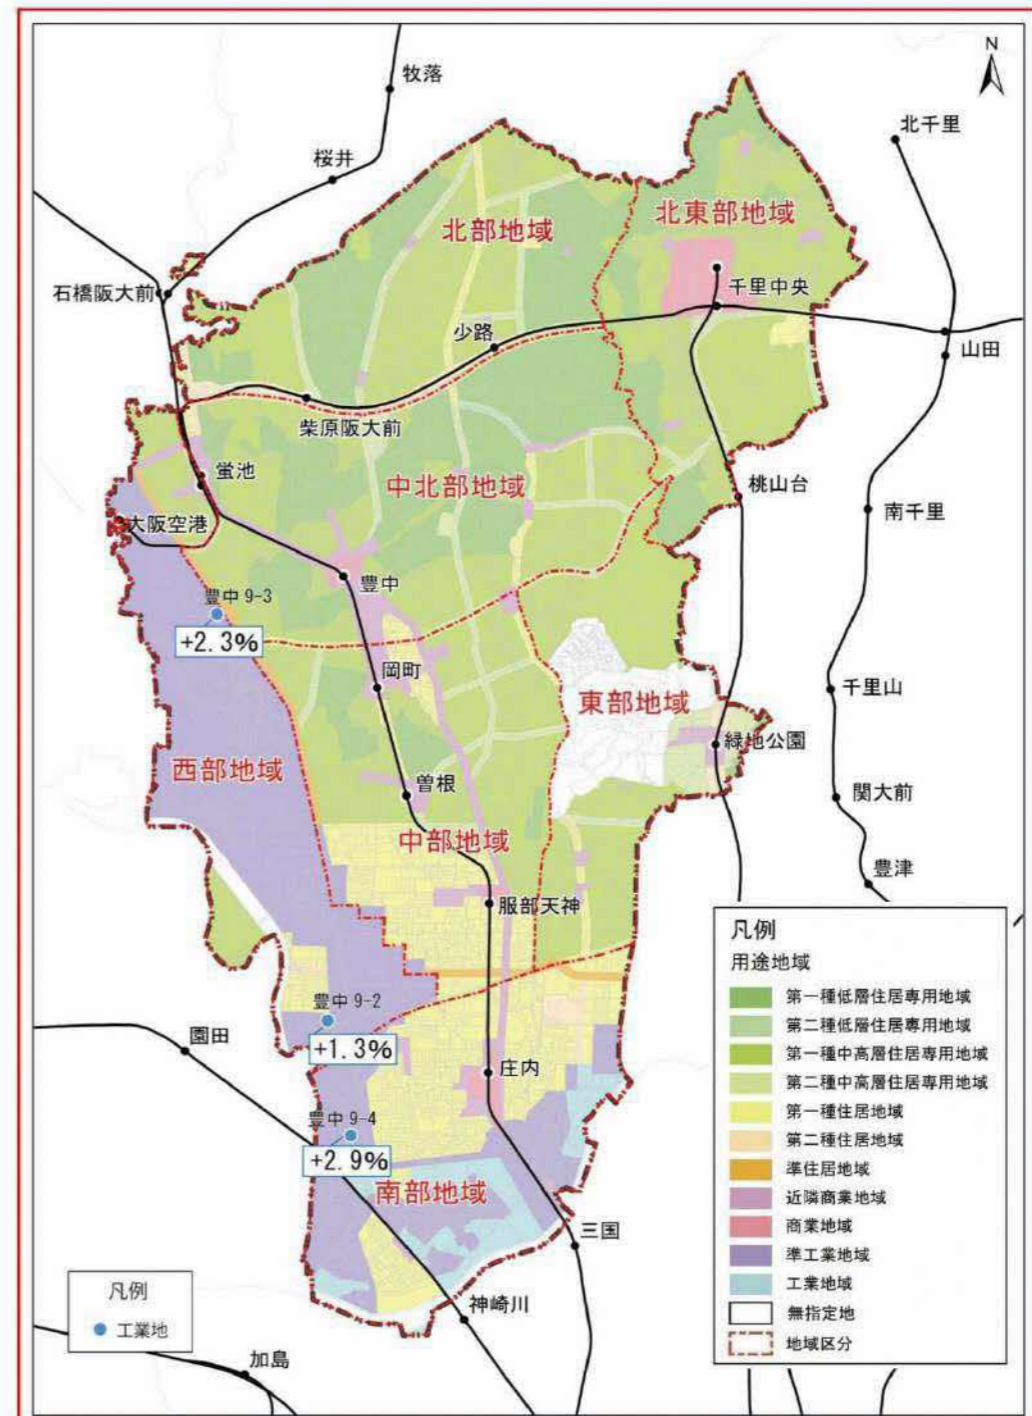 N
牧落
北千里
桜井
北東部地域
北部地域
千里中央
石橋阪大前
少路
山田
柴原阪大前
蛍池
中北部地域
桃山台
南千里
大阪空港
豊中
豊中 9-3
+2.3%
岡町
千里山
東部地域
緑地公園
西部地域
曽根
関大前
中部地域
豊津
服部天神
豊中 9-2
園田
+1.3%
庄内
豊中 9-4
+2.9%
南部地域
三国
神崎川
加島
凡例
工業地
凡例
用途地域
第一種低層住居専用地域
第二種低層住居専用地域
第一種中高層住居専用地域
第二種中高層住居専用地域
第一種住居地域
第二種住居地域
準住居地域
近隣商業地域
商業地域
準工業地域
工業地域
無指定地
地域区分